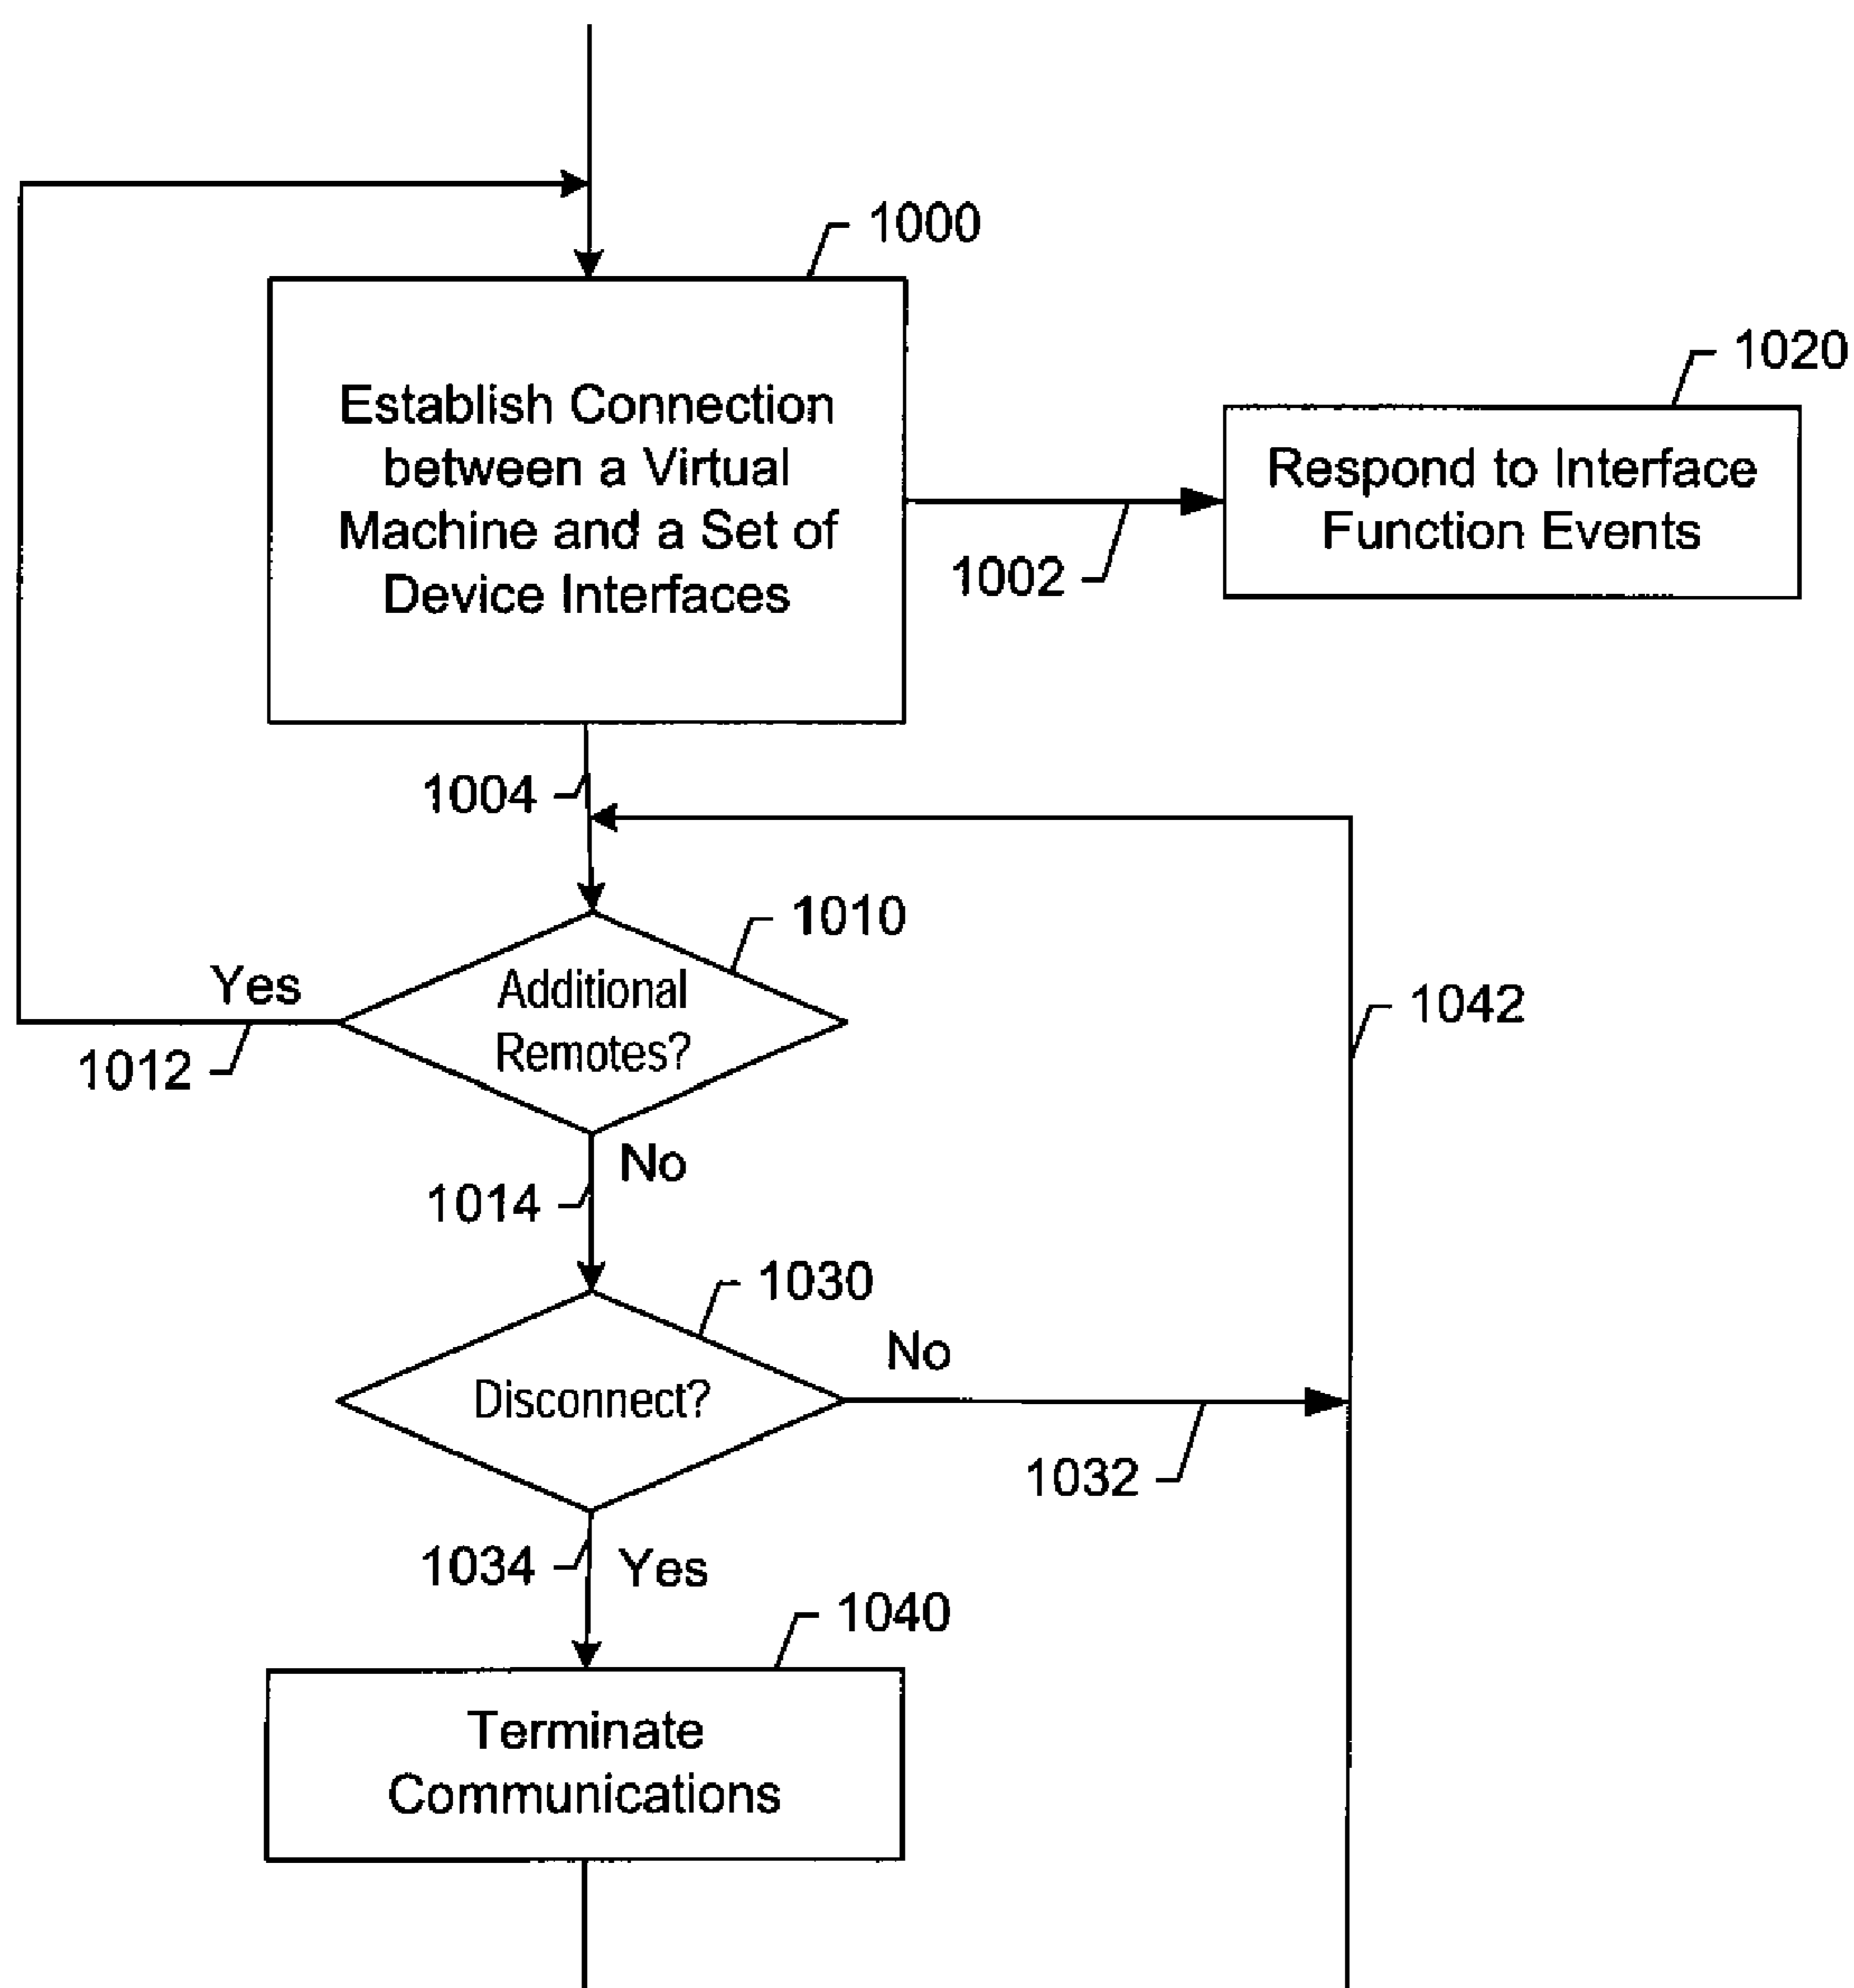 1000
Establish Connection
between a Virtual
Machine and a Set of
Device Interfaces
1020
Respond to Interface
Function Events
1002
1004
1010
Additional
Remotes?
Yes
1012
1042
No
1014
1030
Disconnect?
No
1032
1034
Yes
1040
Terminate
Communications